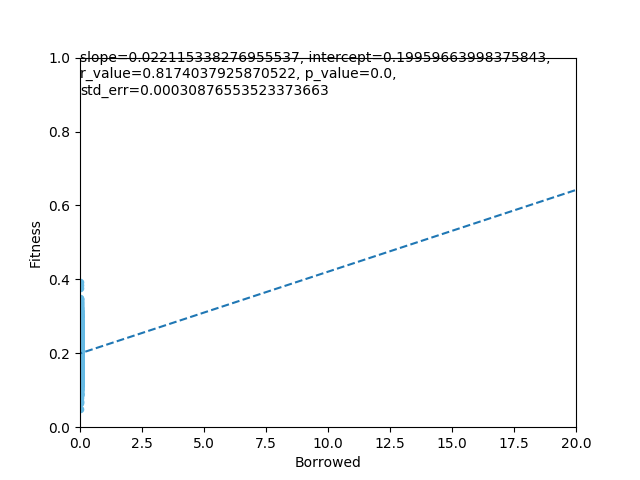 slope=0.022115338276955537, intercept=0.19959663998375843,
r_value=0.8174037925870522, p_value=0.0,
std_err=0.00030876553523373663
1.0
0.8
0.6
0.4
0.2
0.0
Fitness
0.0 2.5 5.0 7.5 10.0 12.5 15.0 17.5 20.0
Borrowed